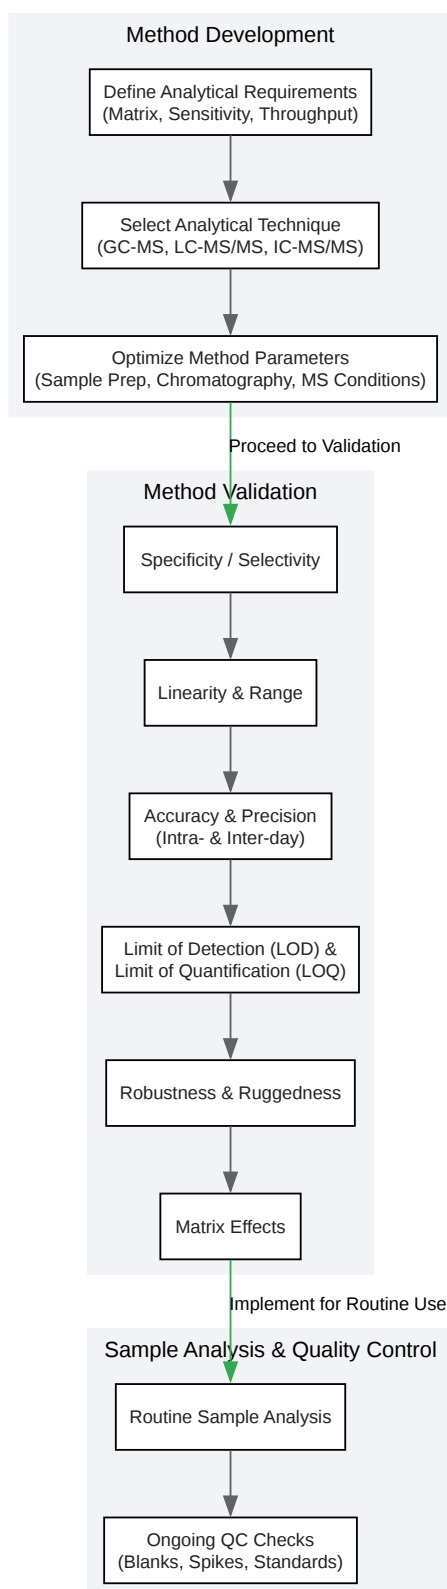 Method Development
Define Analytical Requirements
(Matrix, Sensitivity, Throughput)
Select Analytical Technique
(GC-MS, LC-MS/MS, IC-MS/MS)
Optimize Method Parameters
(Sample Prep, Chromatography, MS Conditions)
Proceed to Validation
Method Validation
Specificity / Selectivity
Linearity & Range
Accuracy & Precision
(Intra- & Inter-day)
Limit of Detection (LOD) &
Limit of Quantification (LOQ)
Robustness & Ruggedness
Matrix Effects
Implement for Routine Use
Sample Analysis & Quality Control
Routine Sample Analysis
Ongoing QC Checks
(Blanks, Spikes, Standards)